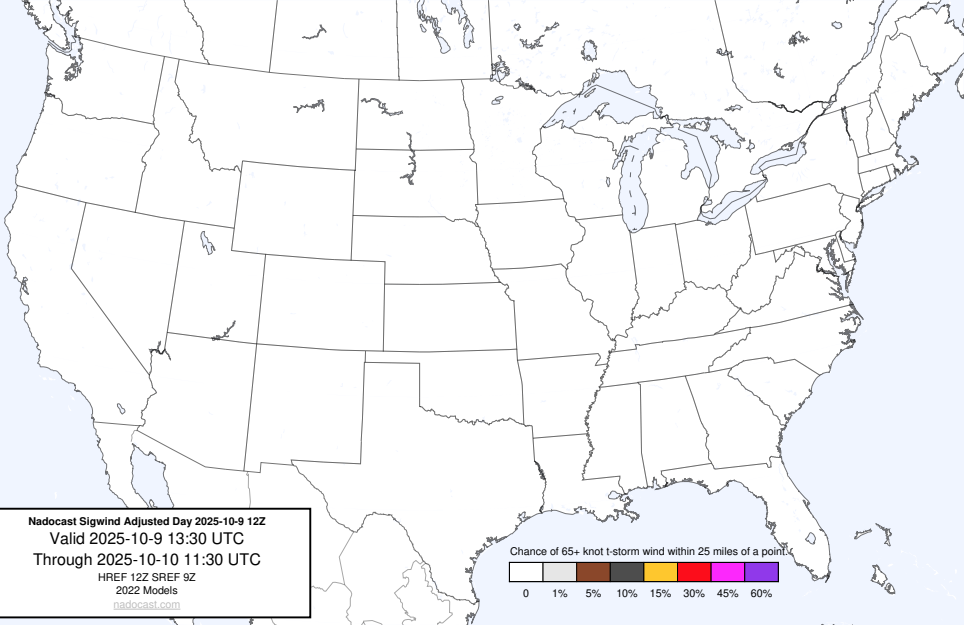 Nadocast Sigwind Adjusted Day 2025-10-9 12Z
Valid 2025-10-9 13:30 UTC
Through 2025-10-10 11:30 UTC
HREF 12Z SREF 9Z
2022 Models
nadocast.com
Chance of 65+ knot t-storm wind within 25 miles of a point.
0 1% 5% 10% 15% 30% 45% 60%